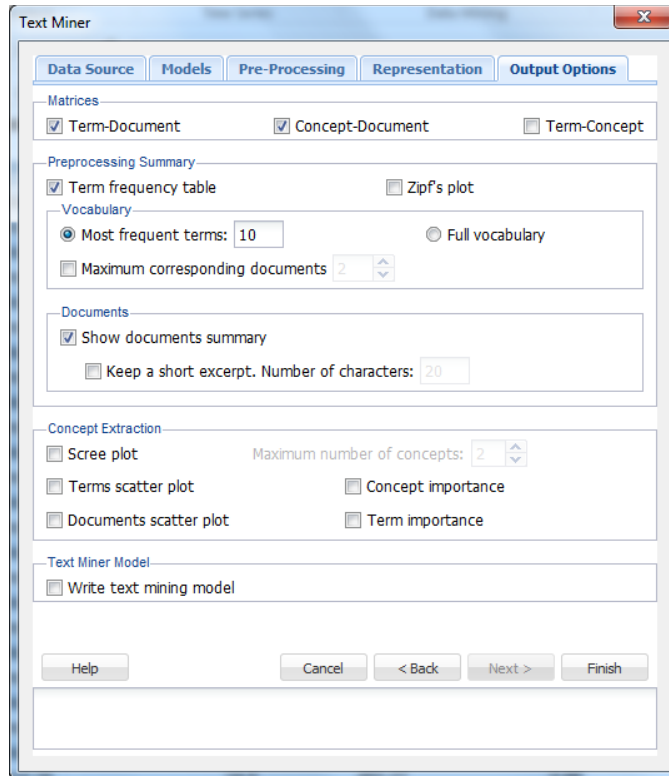 Text Miner
Data Source Models Pre-Processing Representation Output Options
Matrices
Term-Document Concept-Document Term-Concept
Preprocessing Summary
Term frequency table Zipf's plot
Vocabulary
Most frequent terms: 10 Full vocabulary
Maximum corresponding documents 2
Documents
Show documents summary
Keep a short excerpt. Number of characters: 20
Concept Extraction
Scree plot Maximum number of concepts: 2
Terms scatter plot Concept importance
Documents scatter plot Term importance
Text Miner Model
Write text mining model
Help Cancel < Back Next > Finish